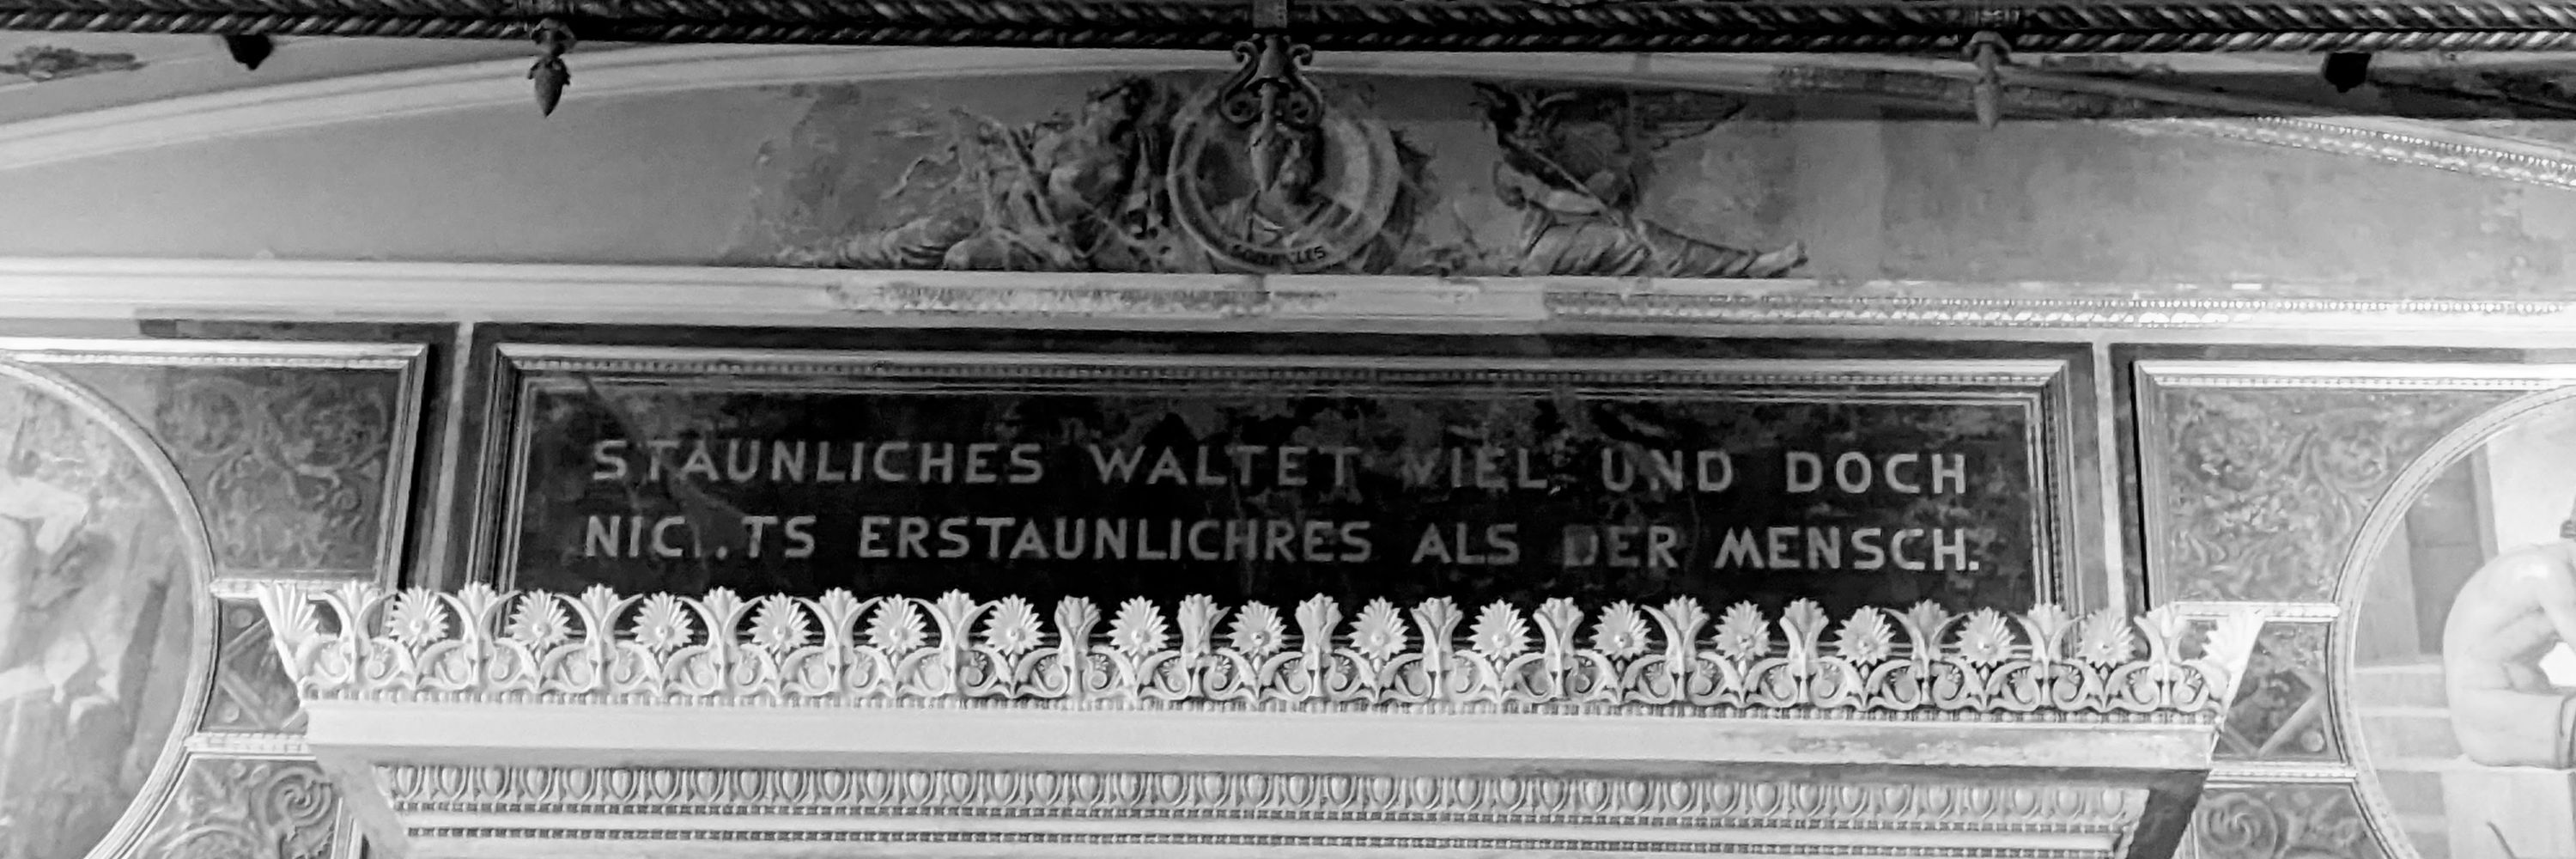 STAUNLICHES WALTET VIEL UND DOCH
NICHTS ERSTAUNLICHRES ALS DER MENSCH.